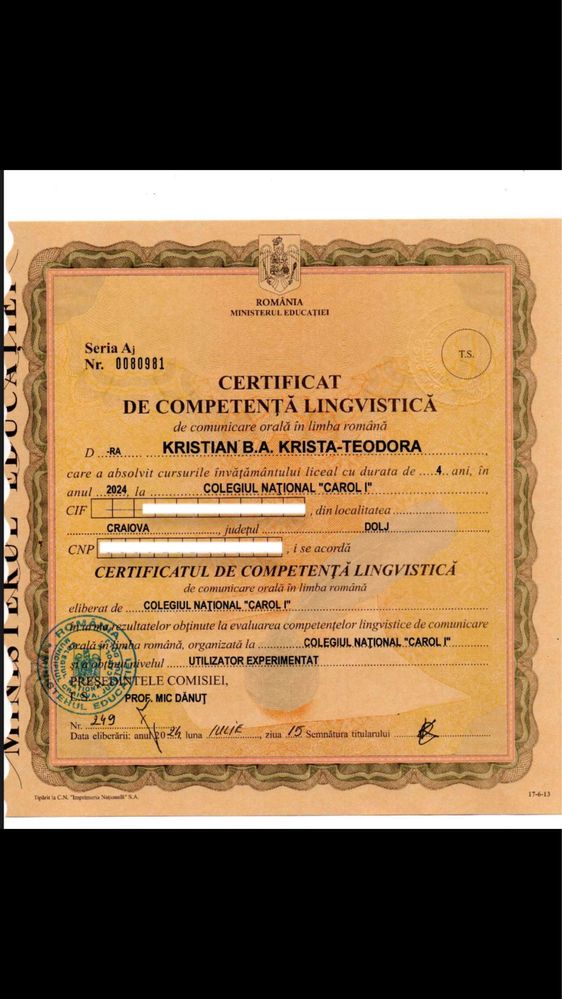 MINISTERUL EDUCAȚIEI
ROMÂNIA
MINISTERUL EDUCAȚIEI
Seria Aj
Nr. 0080981
T.S.
CERTIFICAT
DE COMPETENȚĂ LINGVISTICĂ
de comunicare orală în limba română
D -RA KRISTIAN B.A. KRISTA-TEODORA
care a absolvit cursurile învățământului liceal cu durata de 4 ani, în
anul 2024 la COLEGIUL NAȚIONAL "CAROL I"
CIF , din localitatea
CRAIOVA , județul DOLJ
CNP , i se acordă
CERTIFICATUL DE COMPETENȚĂ LINGVISTICĂ
de comunicare orală în limba română
eliberat de COLEGIUL NAȚIONAL "CAROL I"
în baza rezultatelor obținute la evaluarea competențelor lingvistice de comunicare
orală în limba română, organizată la COLEGIUL NAȚIONAL "CAROL I"
și a obținut nivelul UTILIZATOR EXPERIMENTAT
PREȘEDINTELE COMISIEI,
PROF. MIC DĂNUȚ
Nr. 249
Data eliberării: anul 2024 luna IULIE, ziua 15 Semnătura titularului
Tipărit la C.N. "Imprimeria Națională" S.A.
17-6-13